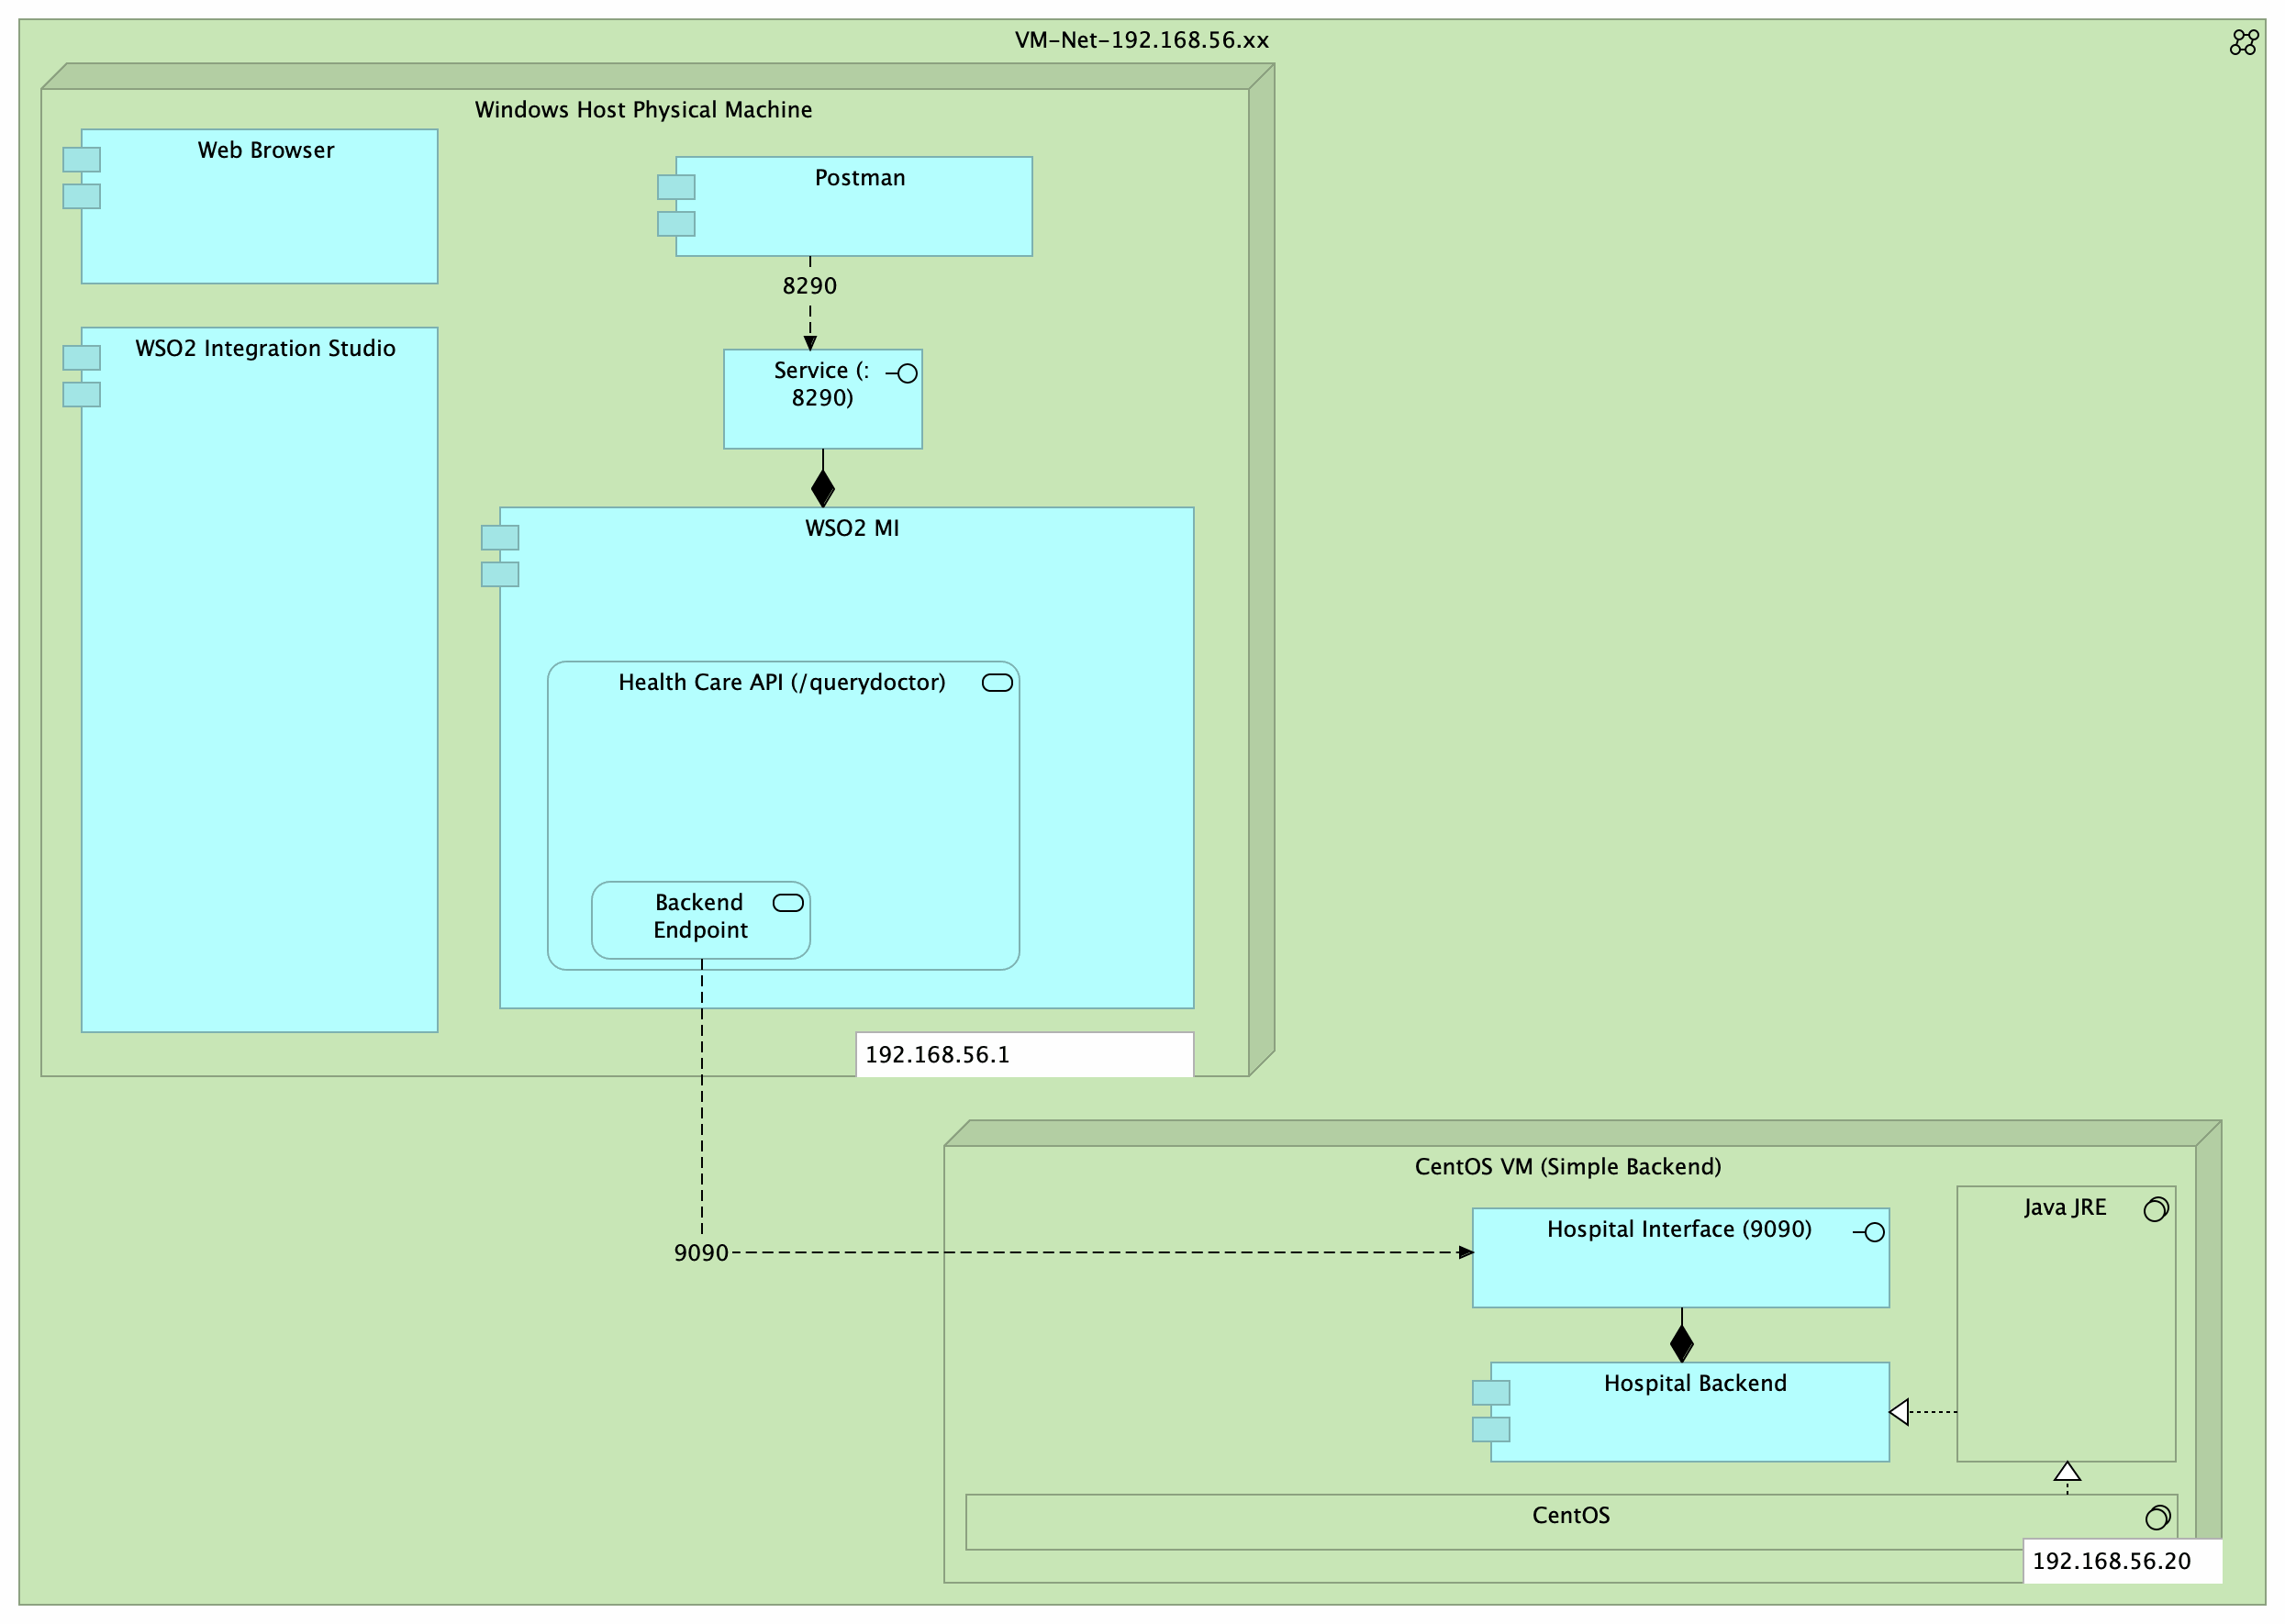 VM-Net-192.168.56.xx
Windows Host Physical Machine
Web Browser
Postman
8290
WSO2 Integration Studio
Service (:
8290)
WSO2 MI
Health Care API (/querydoctor)
Backend
Endpoint
192.168.56.1
CentOS VM (Simple Backend)
Java JRE
Hospital Interface (9090)
9090
Hospital Backend
CentOS
192.168.56.20